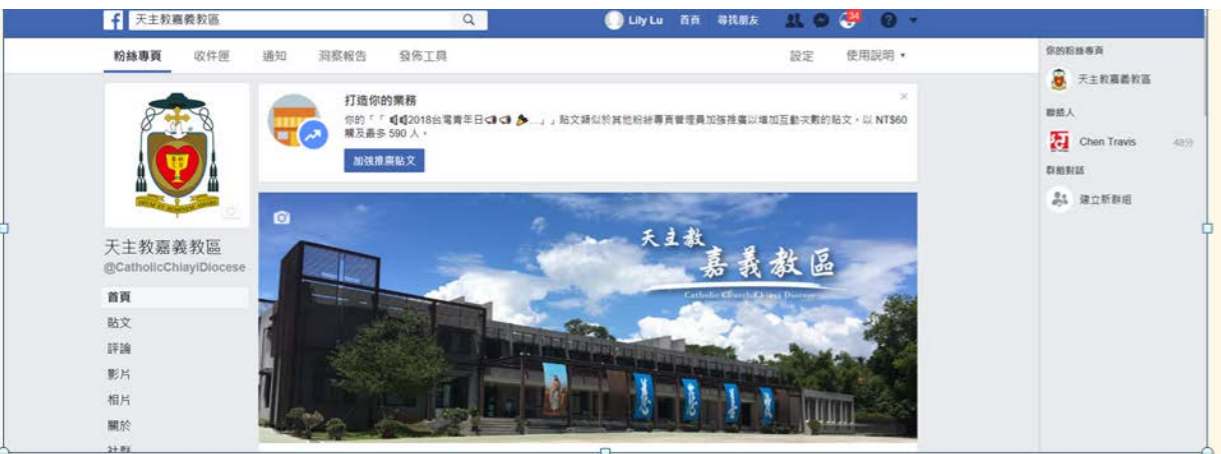 天主教嘉義教區
Lily Lu 首頁 尋找朋友 34
粉絲專頁 收件匣 通知 洞察報告 發佈工具 設定 使用說明
打造你的業務
你的「「 2018台電青年日 ...」」貼文類似於其他粉絲專頁管理員加強推廣以增加互動次數的貼文，以 NT$60
觸及最多 590 人。
加強推廣貼文
天主教嘉義教區
@CatholicChiayiDiocese
首頁
貼文
評論
影片
相片
關於
社群
天主教
嘉義教區
Catholic Church Chiayi Diocese
你的粉絲專頁
天主教嘉義教區
聯絡人
Chen Travis 48分
群組對話
建立新群組